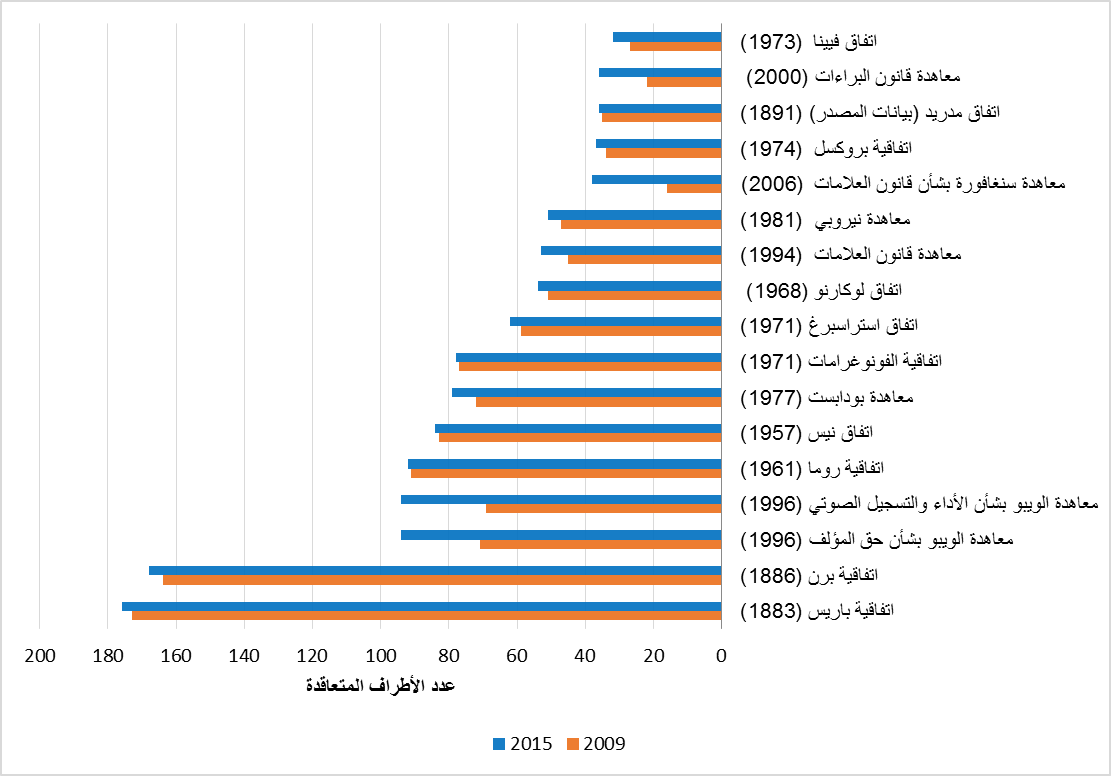 اتفاق فيينا (1973)
معاهدة قانون البراءات (2000)
اتفاق مدريد (بيانات المصدر) (1891)
اتفاقية بروكسل (1974)
معاهدة سنغافورة بشأن قانون العلامات (2006)
معاهدة نيروبي (1981)
معاهدة قانون العلامات (1994)
اتفاق لوكارنو (1968)
اتفاق استراسبرغ (1971)
اتفاقية الفونوغرامات (1971)
معاهدة بودابست (1977)
اتفاق نيس (1957)
اتفاقية روما (1961)
معاهدة الويبو بشأن الأداء والتسجيل الصوتي (1996)
معاهدة الويبو بشأن حق المؤلف (1996)
اتفاقية برن (1886)
اتفاقية باريس (1883)
200 180 160 140 120 100 80 60 40 20 0
عدد الأطراف المتعاقدة
2015 2009